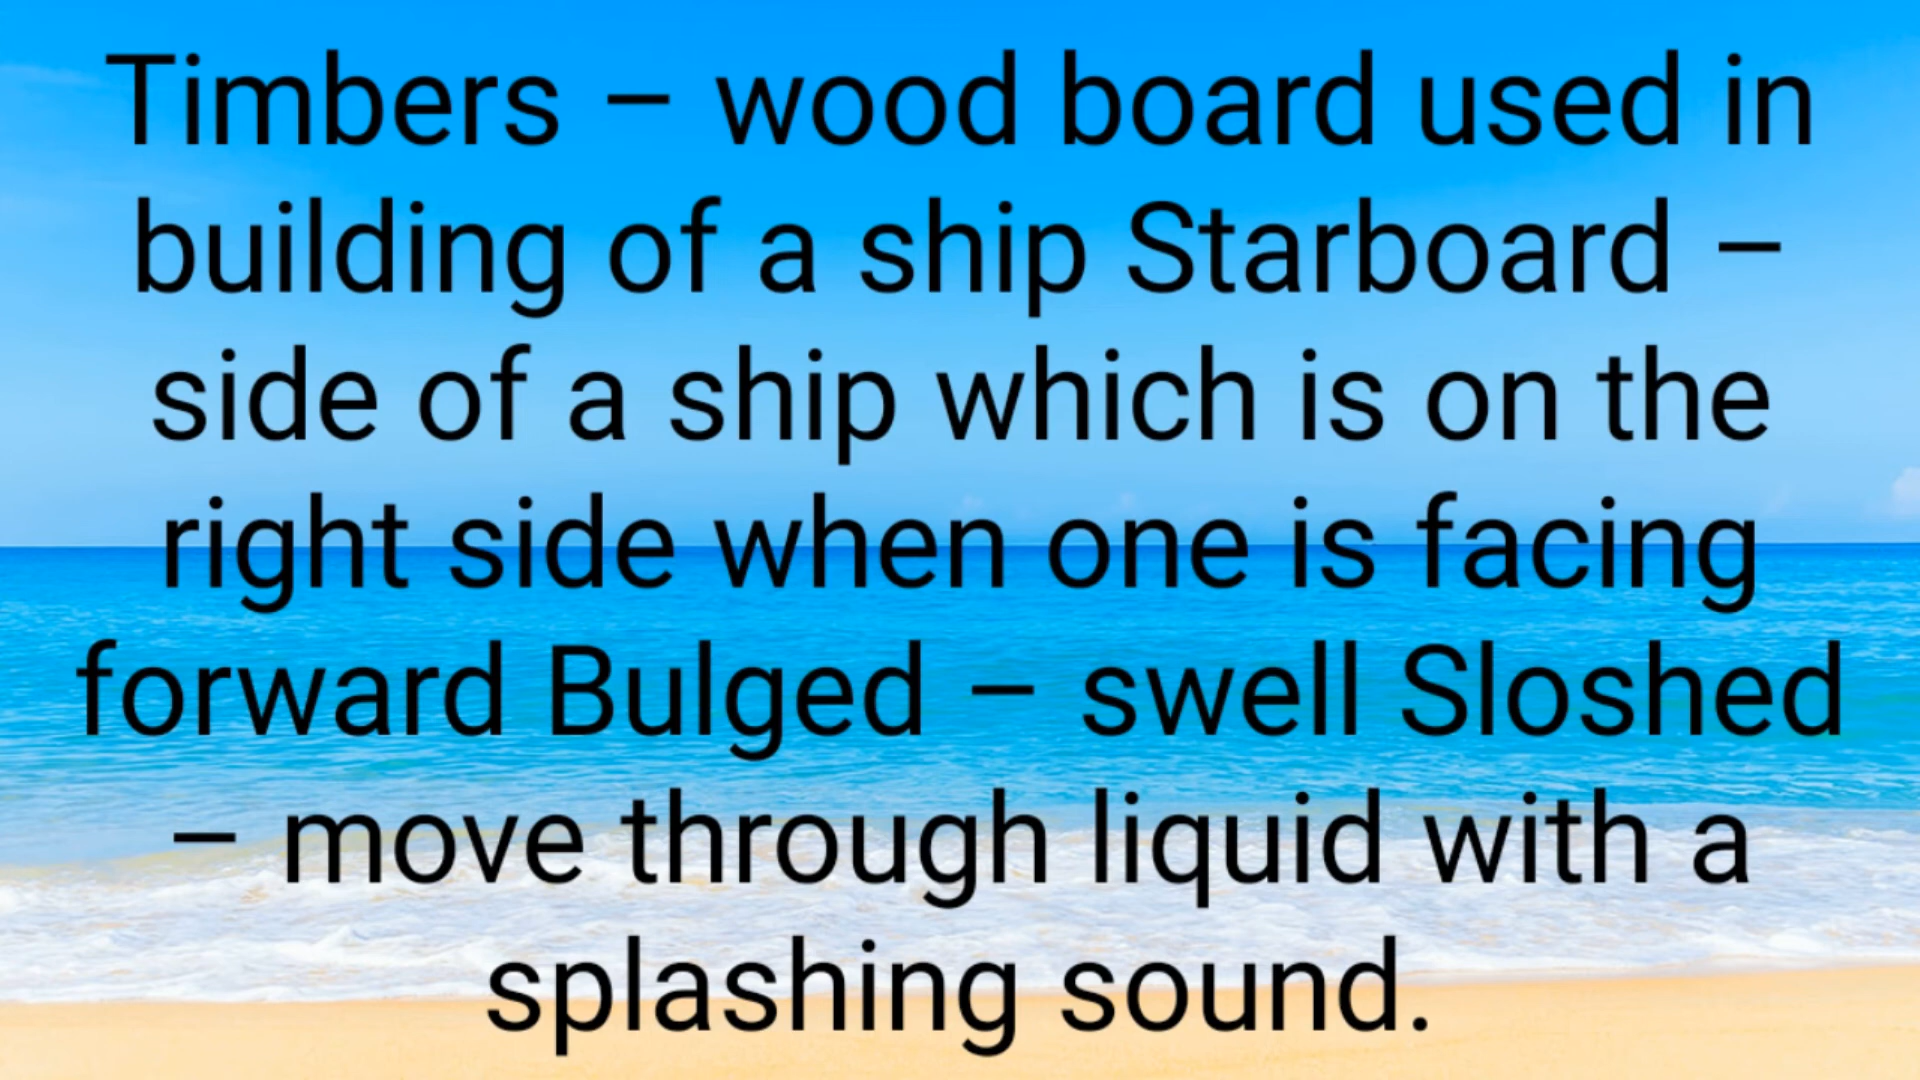 Timbers – wood board used in
building of a ship Starboard –
side of a ship which is on the
right side when one is facing
forward Bulged – swell Sloshed
– move through liquid with a
splashing sound.